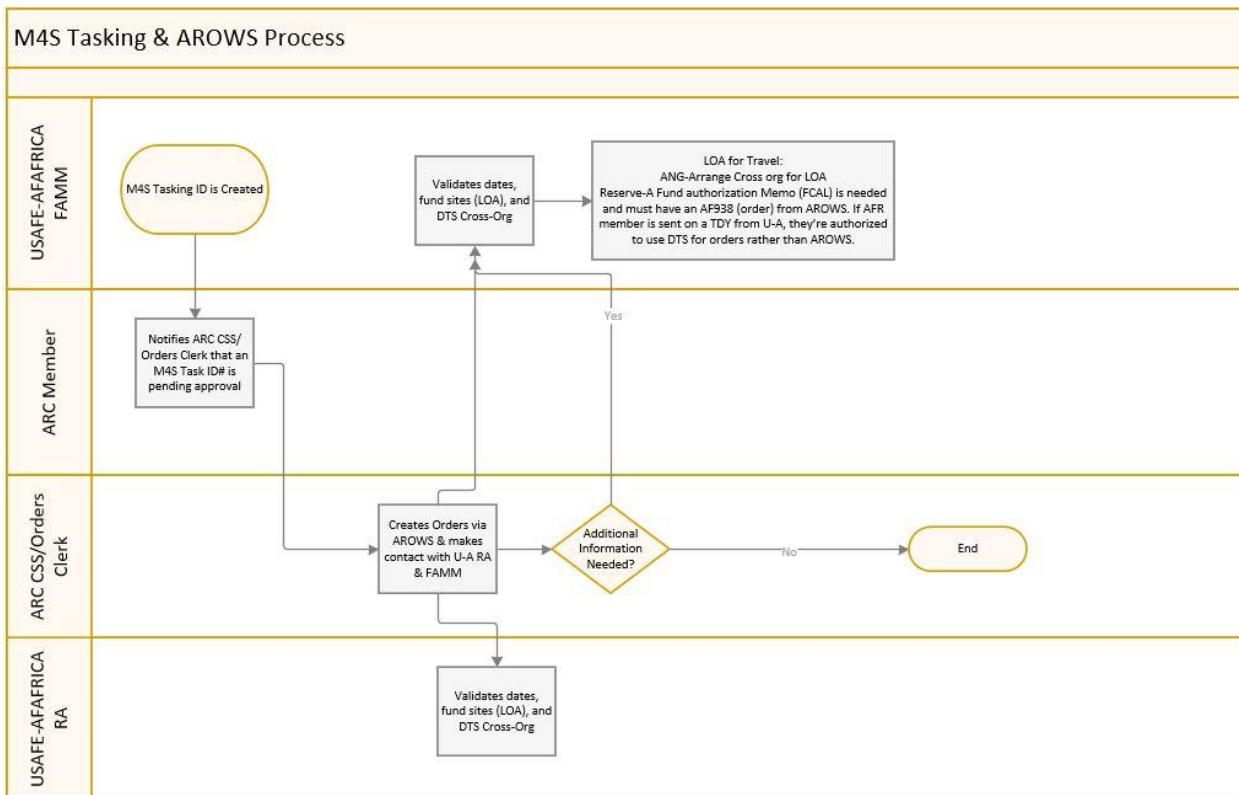 M4S Tasking & AROWS Process
USAFE-AFAFRICA
FAMM
M4S Tasking ID is Created
Validates dates,
fund sites (LOA), and
DTS Cross-Org
LOA for Travel:
ANG-Arrange Cross org for LOA
Reserve-A Fund authorization Memo (FCAL) is needed
and must have an AF938 (order) from AROWS. If AFR
member is sent on a TDY from U-A, they're authorized
to use DTS for orders rather than AROWS.
ARC Member
Notifies ARC CSS/
Orders Clerk that an
M4S Task ID# is
pending approval
Yes
ARC CSS/Orders
Clerk
Creates Orders via
AROWS & makes
contact with U-A RA
& FAMM
Additional
Information
Needed?
No
End
USAFE-AFAFRICA
RA
Validates dates,
fund sites (LOA), and
DTS Cross-Org